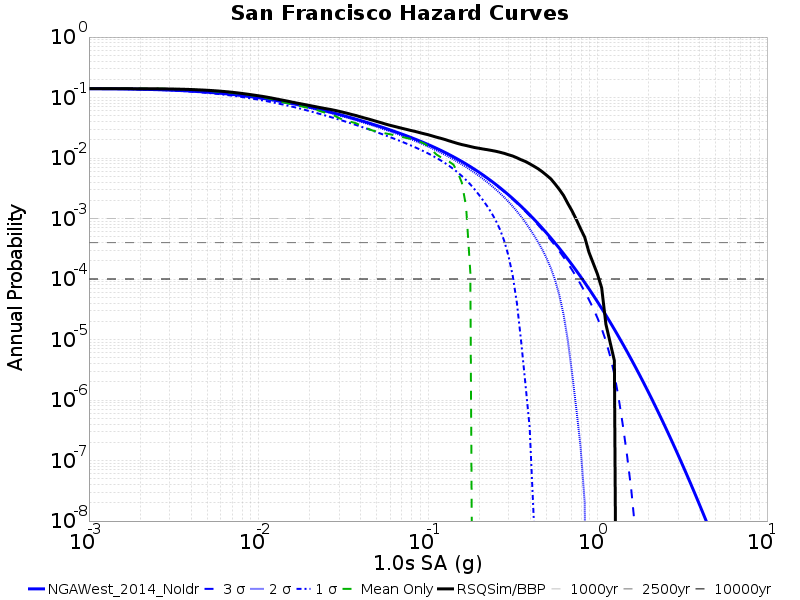 San Francisco Hazard Curves
10^0
10^-1
10^-2
10^-3
10^-4
10^-5
10^-6
10^-7
10^-8
Annual Probability
10^-3 10^-2 10^-1 10^0 10^1
1.0s SA (g)
NGAWest_2014_NoIdr 3 σ 2 σ 1 σ Mean Only RSQSim/BBP 1000yr 2500yr 10000yr